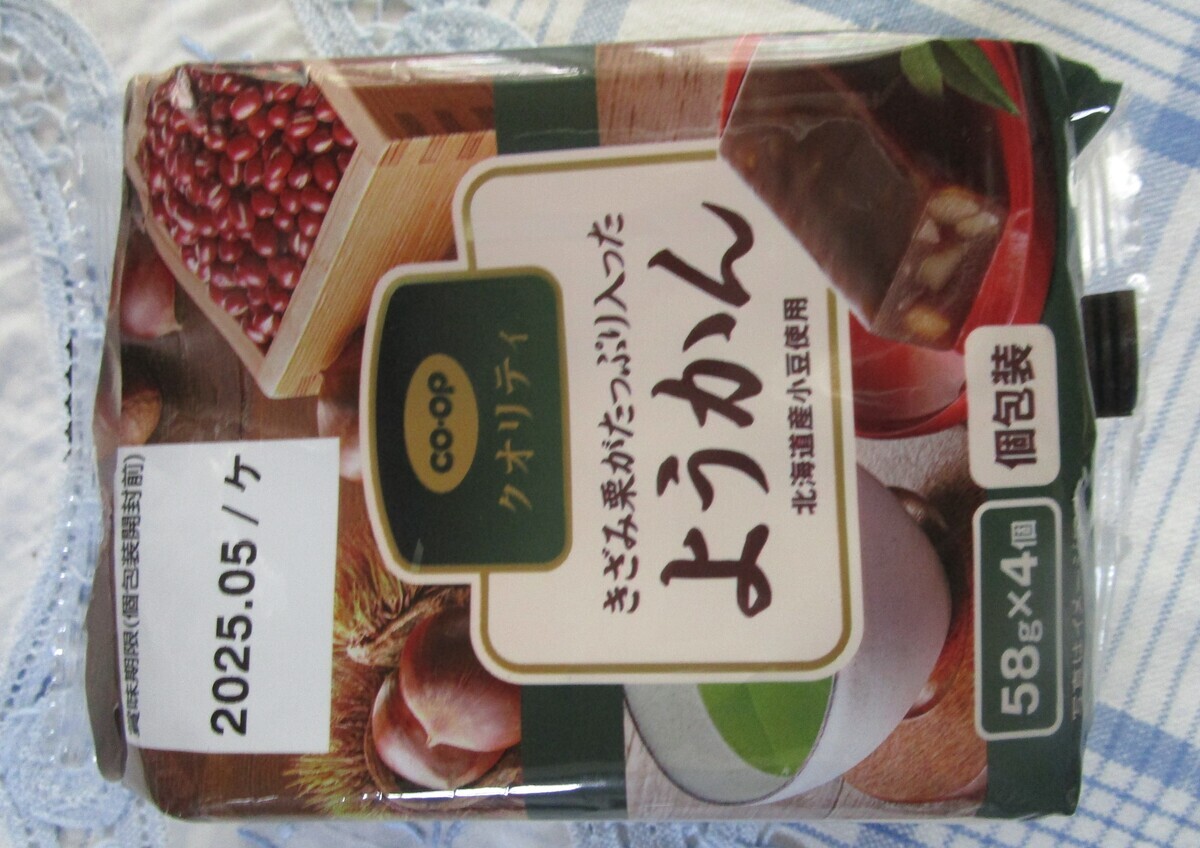 CO·OP
クオリティ
きざみ栗がたっぷり入った
ようかん
北海道産小豆使用
個包装
58g×4個
賞味期限(個包装開封前)
2025.05 / ケ